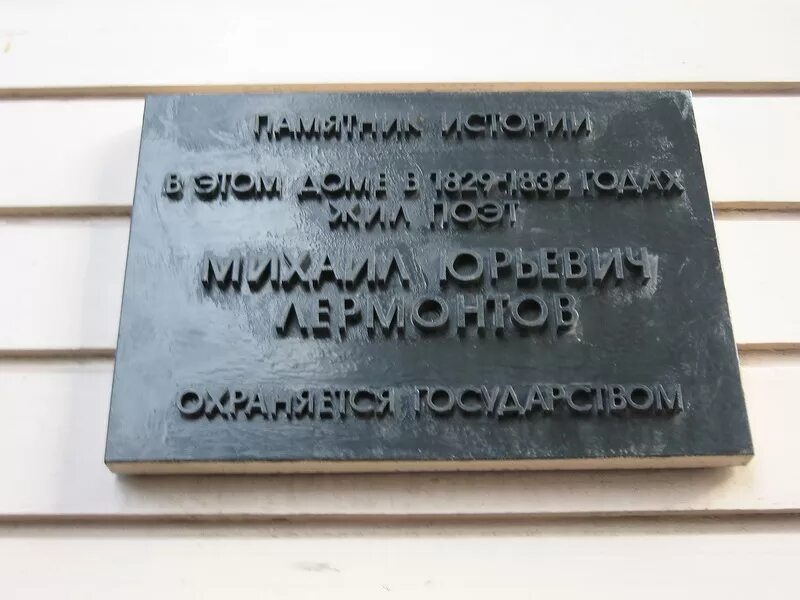 ПАМЯТНИК ИСТОРИИ
В ЭТОМ ДОМЕ В 1829-1832 ГОДАХ
ЖИЛ ПОЭТ
МИХАИЛ ЮРЬЕВИЧ
ЛЕРМОНТОВ
ОХРАНЯЕТСЯ ГОСУДАРСТВОМ